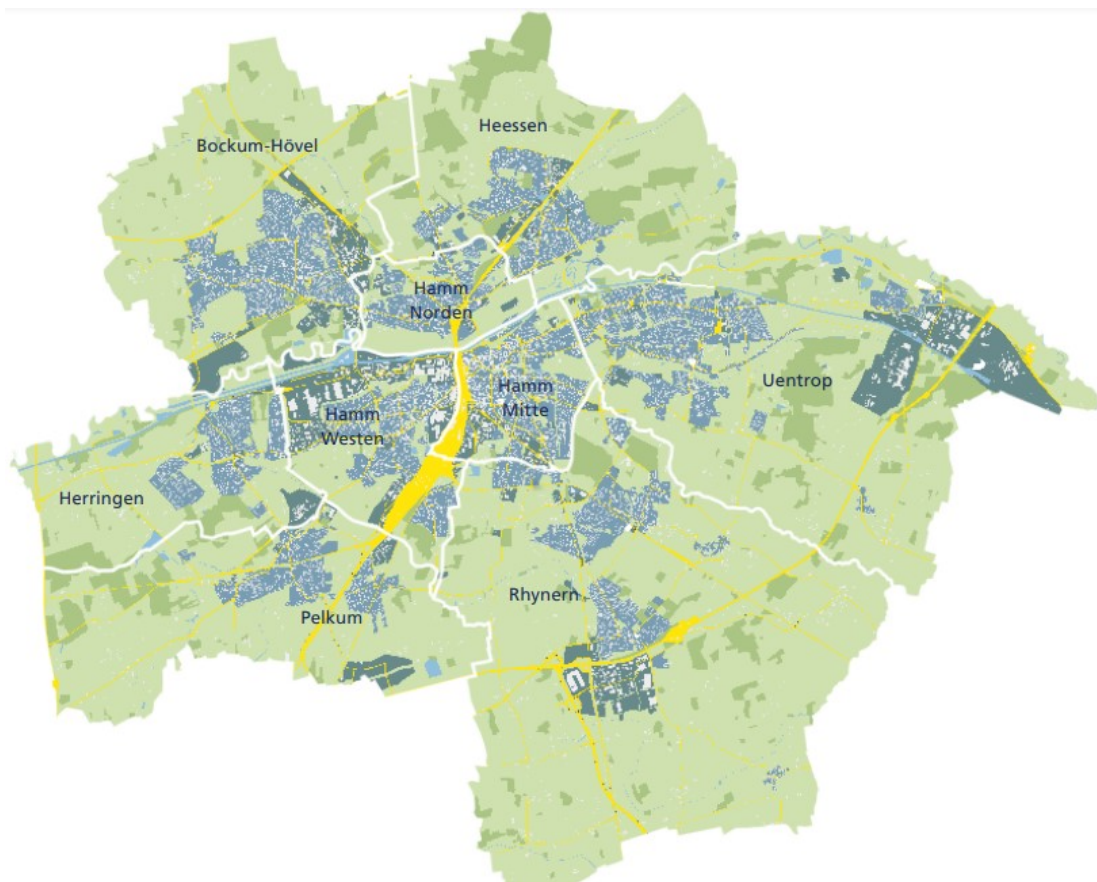 Heessen
Bockum-Hövel
Hamm
Norden
Uentrop
Hamm
Mitte
Hamm
Westen
Herringen
Rhynern
Pelkum